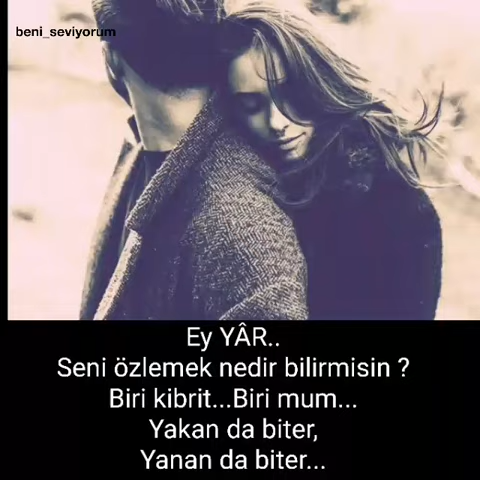 beni_seviyorum
Ey YÂR..
Seni özlemek nedir bilirmisin ?
Biri kibrit...Biri mum...
Yakan da biter,
Yanan da biter...